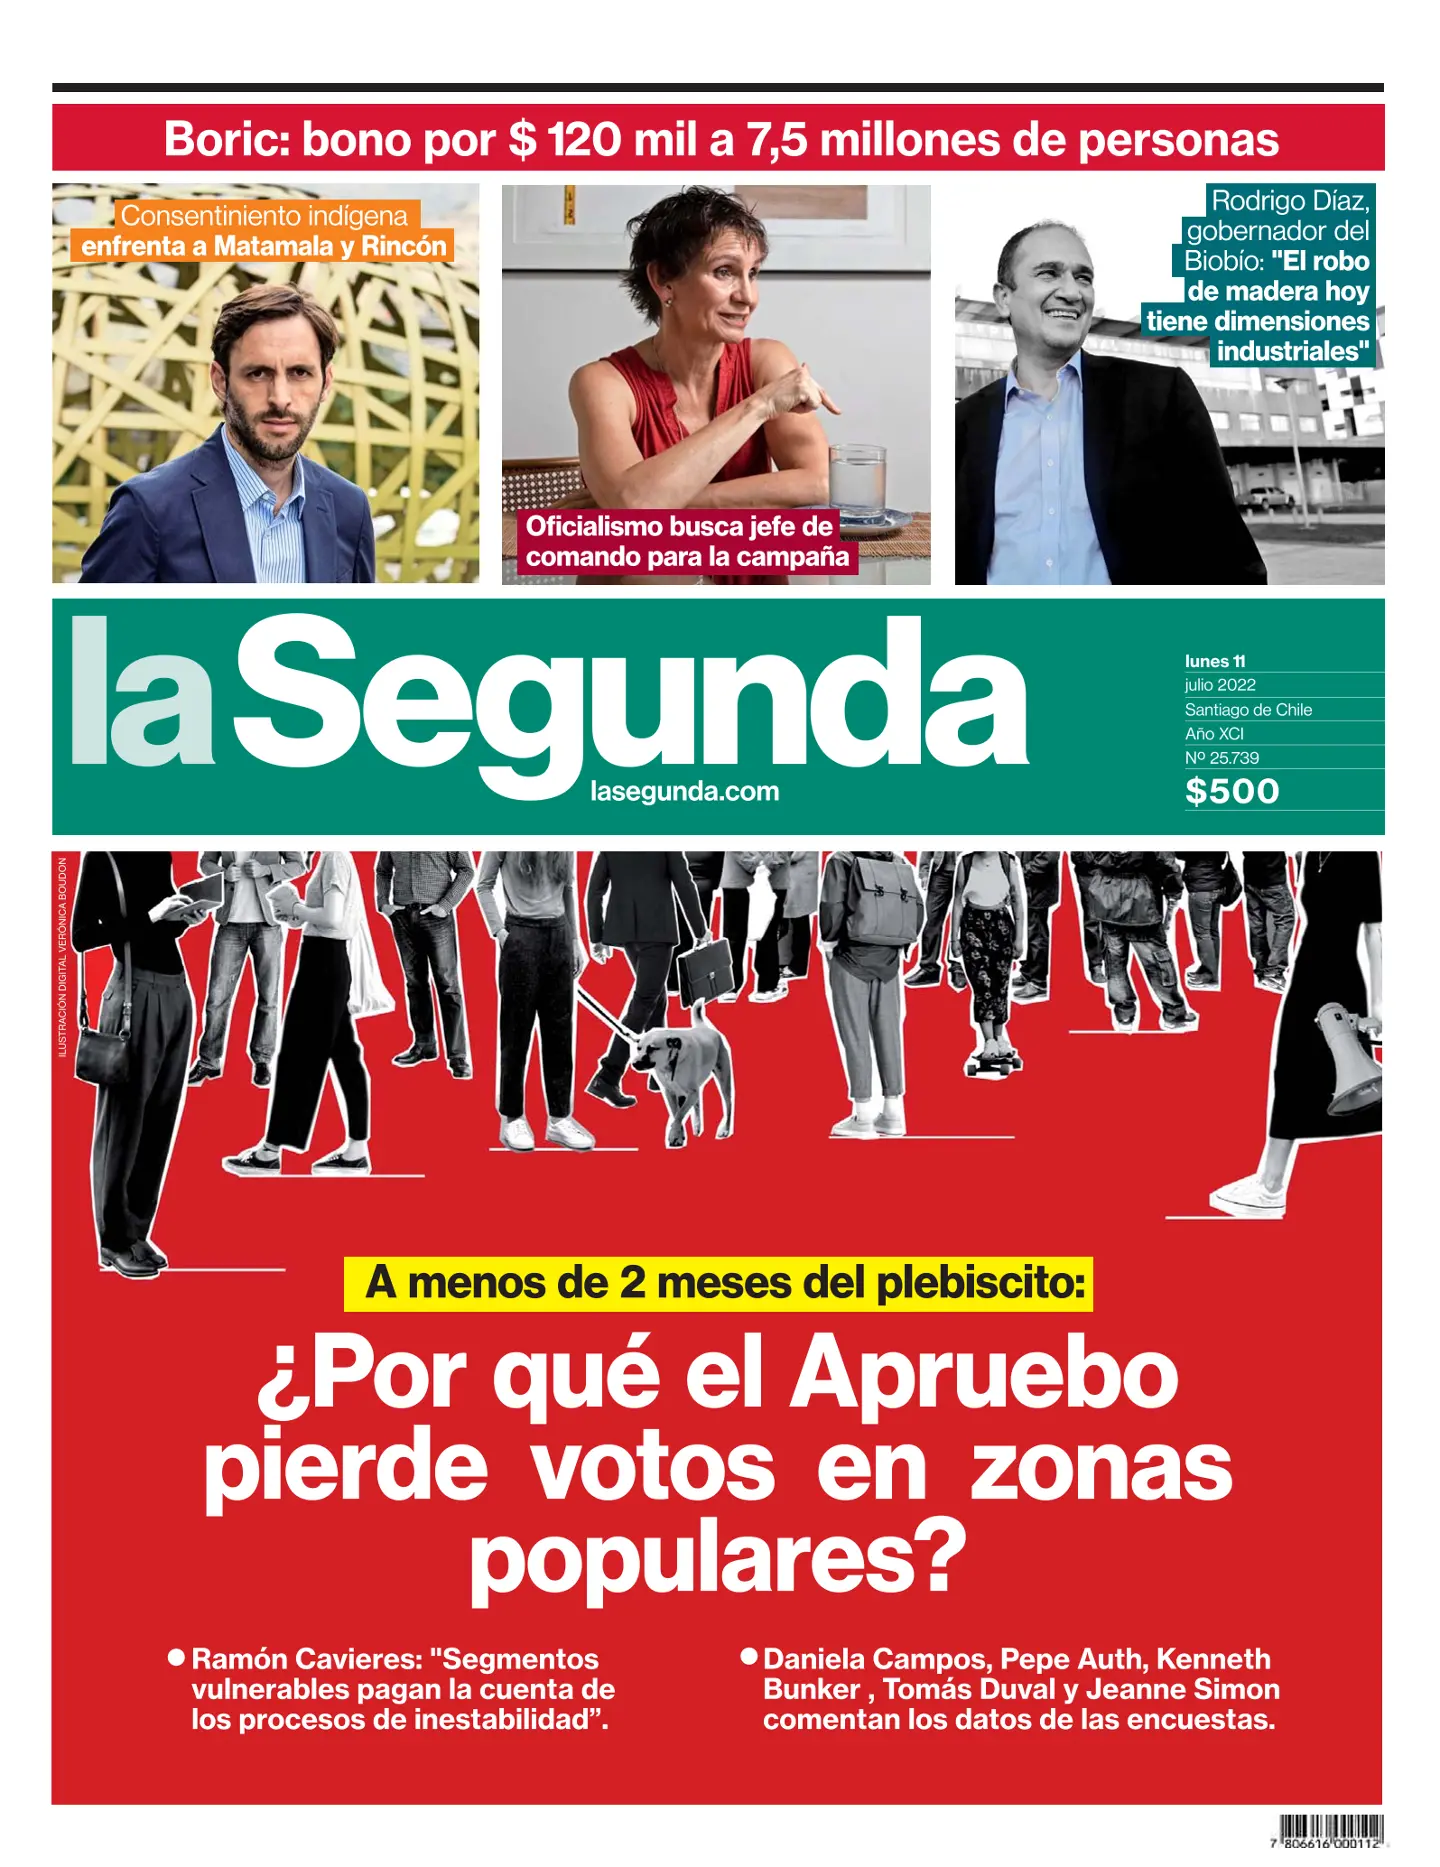 Boric: bono por $ 120 mil a 7,5 millones de personas
Consentiniento indígena
enfrenta a Matamala y Rincón
Oficialismo busca jefe de
comando para la campaña
Rodrigo Díaz,
gobernador del
Biobío: "El robo
de madera hoy
tiene dimensiones
industriales"
la Segunda
lasegunda.com
lunes 11
julio 2022
Santiago de Chile
Año XCI
Nº 25.739
$500
ILUSTRACIÓN DIGITAL VERÓNICA BOUDON
A menos de 2 meses del plebiscito:
¿Por qué el Apruebo
pierde votos en zonas
populares?
Ramón Cavieres: "Segmentos
vulnerables pagan la cuenta de
los procesos de inestabilidad”.
Daniela Campos, Pepe Auth, Kenneth
Bunker , Tomás Duval y Jeanne Simon
comentan los datos de las encuestas.
7 806616 000112